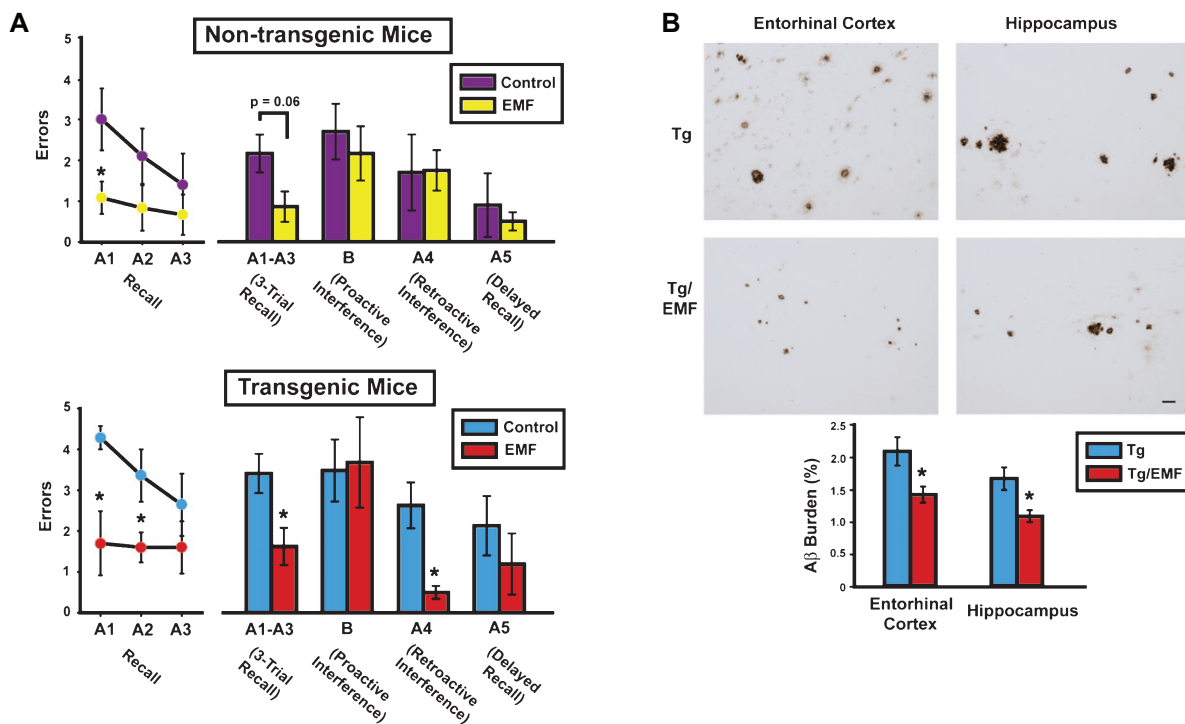 A
Non-transgenic Mice
Control
EMF
p = 0.06
Errors
5
4
3
2
1
0
*
A1 A2 A3
Recall
A1-A3
(3-Trial
Recall)
B
(Proactive
Interference)
A4
(Retroactive
Interference)
A5
(Delayed
Recall)
Transgenic Mice
Control
EMF
Errors
5
4
3
2
1
0
*
*
*
*
A1 A2 A3
Recall
A1-A3
(3-Trial
Recall)
B
(Proactive
Interference)
A4
(Retroactive
Interference)
A5
(Delayed
Recall)
B
Entorhinal Cortex
Hippocampus
Tg
Tg/
EMF
Aβ Burden (%)
2.5
2.0
1.5
1.0
0.5
0
*
*
Tg
Tg/EMF
Entorhinal
Cortex
Hippocampus